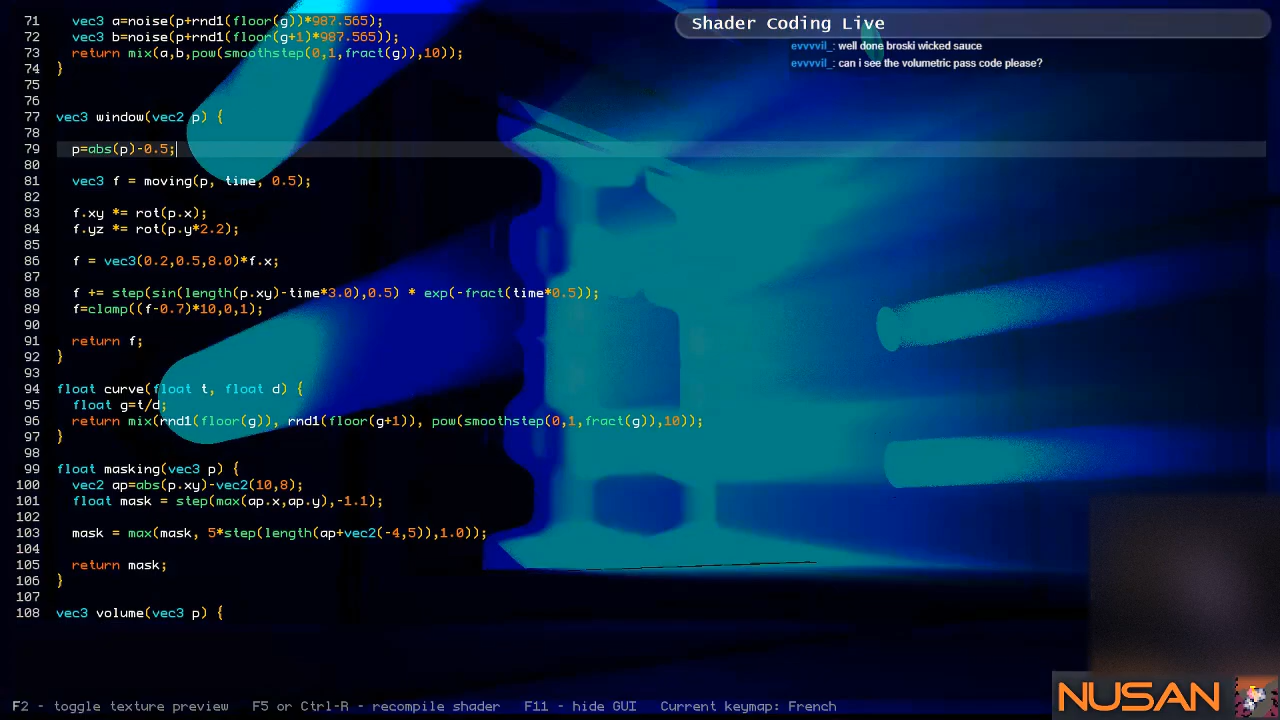 71    vec3 a=noise(p+rnd1(floor(g))*987.565);
72    vec3 b=noise(p+rnd1(floor(g+1)*987.565));
73    return mix(a,b,pow(smoothstep(0,1,fract(g)),10));
74  }
75
76
77  vec3 window(vec2 p) {
78
79    p=abs(p)-0.5;
80
81    vec3 f = moving(p, time, 0.5);
82
83    f.xy *= rot(p.x);
84    f.yz *= rot(p.y*2.2);
85
86    f = vec3(0.2,0.5,8.0)*f.x;
87
88    f += step(sin(length(p.xy)-time*3.0),0.5) * exp(-fract(time*0.5));
89    f=clamp((f-0.7)*10,0,1);
90
91    return f;
92  }
93
94  float curve(float t, float d) {
95    float g=t/d;
96    return mix(rnd1(floor(g)), rnd1(floor(g+1)), pow(smoothstep(0,1,fract(g)),10));
97  }
98
99  float masking(vec3 p) {
100   vec2 ap=abs(p.xy)-vec2(10,8);
101   float mask = step(max(ap.x,ap.y),-1.1);
102
103   mask = max(mask, 5*step(length(ap+vec2(-4,5)),1.0));
104
105   return mask;
106 }
107
108 vec3 volume(vec3 p) {
Shader Coding Live
evvvvil_: well done broski wicked sauce
evvvvil_: can i see the volumetric pass code please?
F2 - toggle texture preview   F5 or Ctrl-R - recompile shader   F11 - hide GUI   Current keymap: French
NUSAN